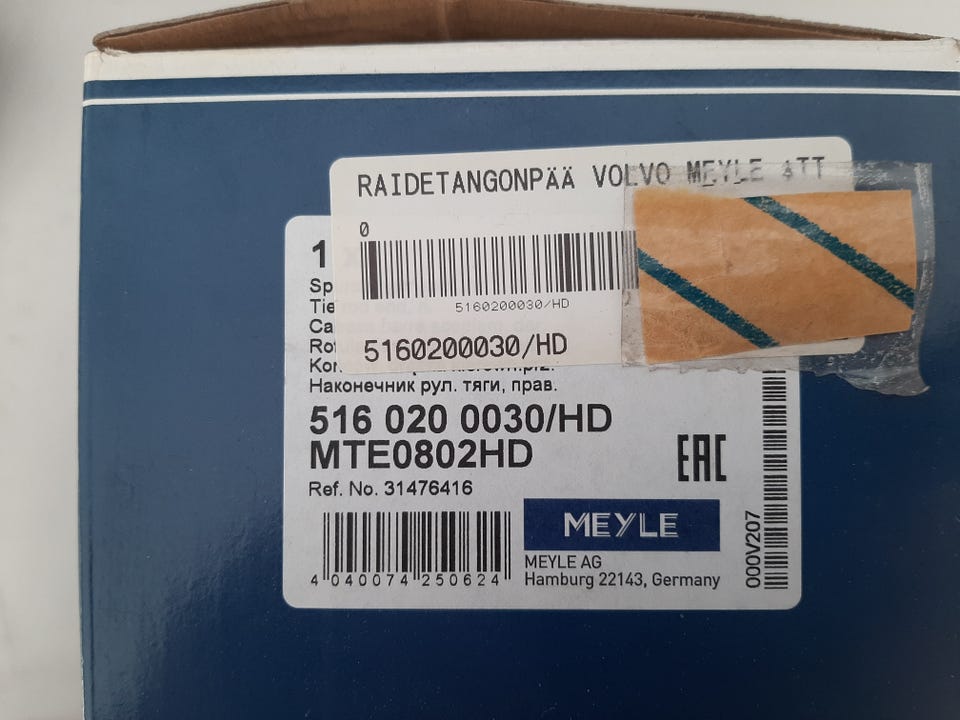 RAIDETANGONPÄÄ VOLVO MEYLE
0
5160200030/HD
5160200030/HD
1
Наконечник рул. тяги, прав.
516 020 0030/HD
MTE0802HD
EAC
Ref. No. 31476416
MEYLE
4 040074 250624
MEYLE AG
Hamburg 22143, Germany
000V207